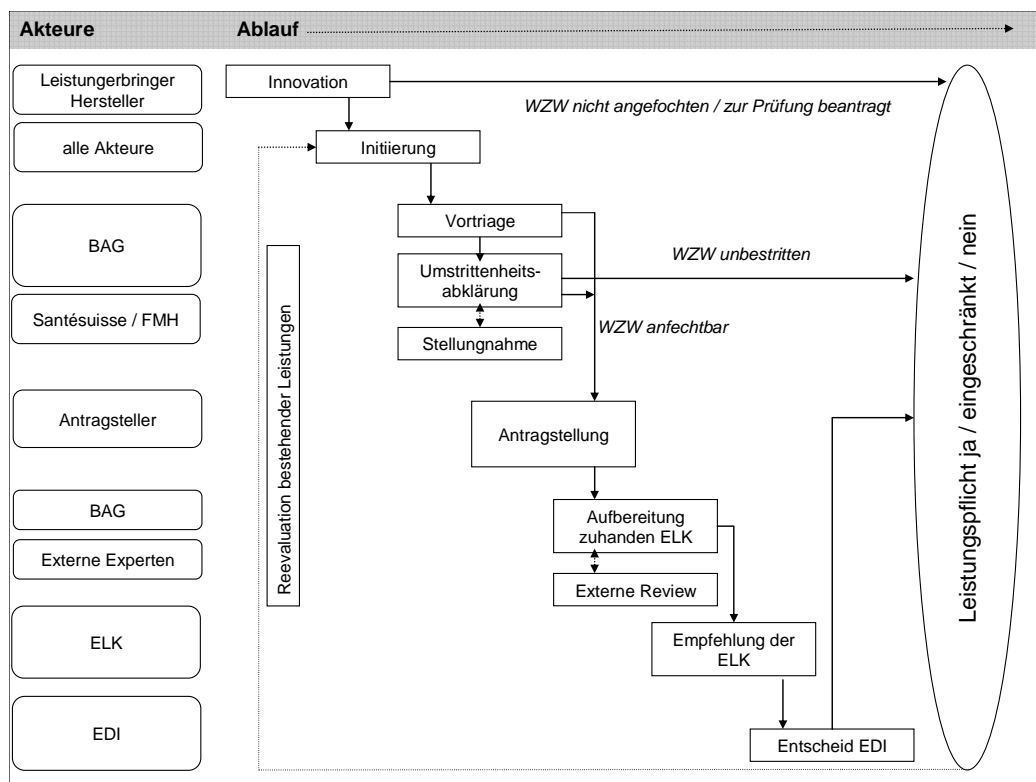 Akteure
Ablauf
Leistungerbringer
Hersteller
Innovation
WZW nicht angefochten / zur Prüfung beantragt
alle Akteure
Initiierung
BAG
Vortriage
Umstrittenheits-
abklärung
WZW unbestritten
Santésuisse / FMH
WZW anfechtbar
Stellungnahme
Reevaluation bestehender Leistungen
Antragsteller
Antragstellung
BAG
Aufbereitung
zuhanden ELK
Externe Experten
Externe Review
ELK
Empfehlung der
ELK
EDI
Entscheid EDI
Leistungspflicht ja / eingeschränkt / nein